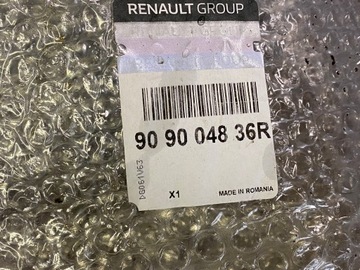 RENAULT GROUP
90 90 048 36R
X1
MADE IN ROMANIA